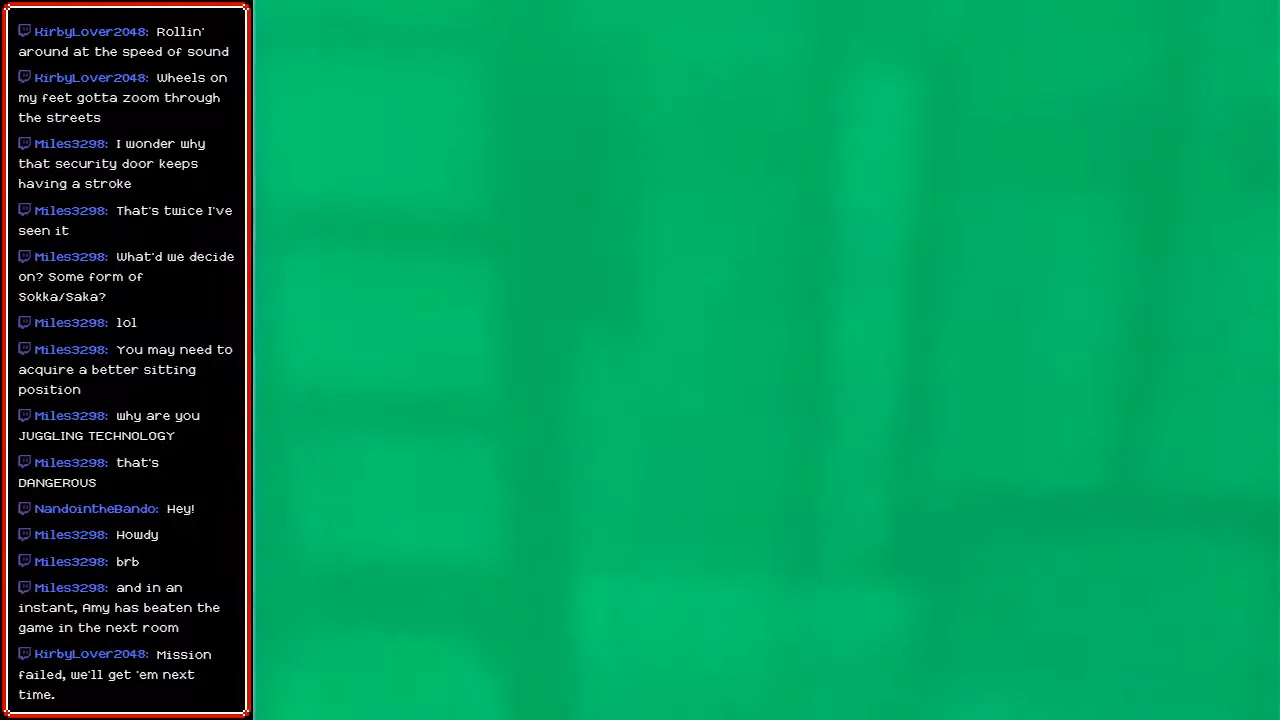 KirbyLover2048: Rollin'
around at the speed of sound
KirbyLover2048: Wheels on
my feet gotta zoom through
the streets
Miles3298: I wonder why
that security door keeps
having a stroke
Miles3298: That's twice I've
seen it
Miles3298: What'd we decide
on? Some form of
Sokka/Saka?
Miles3298: lol
Miles3298: You may need to
acquire a better sitting
position
Miles3298: why are you
JUGGLING TECHNOLOGY
Miles3298: that's
DANGEROUS
NandointheBando: Hey!
Miles3298: Howdy
Miles3298: brb
Miles3298: and in an
instant, Amy has beaten the
game in the next room
KirbyLover2048: Mission
failed, we'll get 'em next
time.